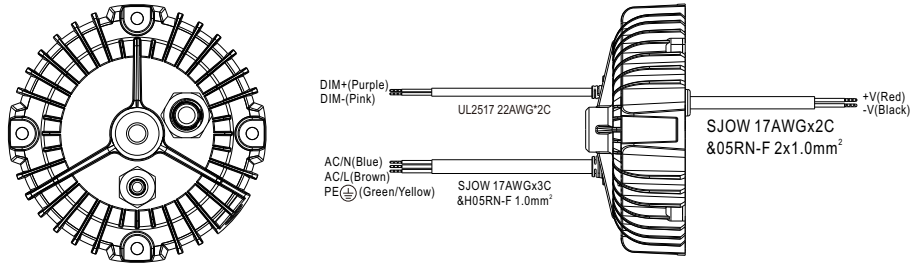 DIM+(Purple)
DIM-(Pink)
UL2517 22AWG*2C
AC/N(Blue)
AC/L(Brown)
PE(Green/Yellow)
SJOW 17AWGx3C
&H05RN-F 1.0mm²
+V(Red)
-V(Black)
SJOW 17AWGx2C
&05RN-F 2x1.0mm²